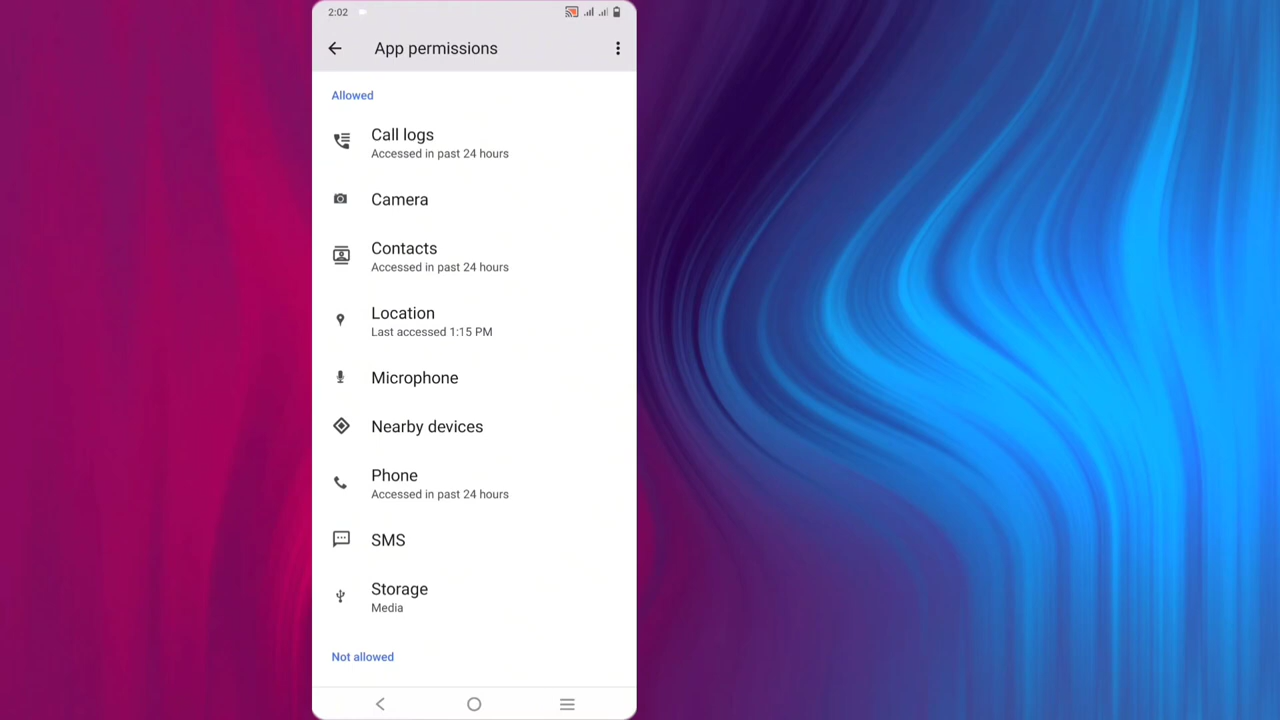 2:02
App permissions
Allowed
Call logs
Accessed in past 24 hours
Camera
Contacts
Accessed in past 24 hours
Location
Last accessed 1:15 PM
Microphone
Nearby devices
Phone
Accessed in past 24 hours
SMS
Storage
Media
Not allowed